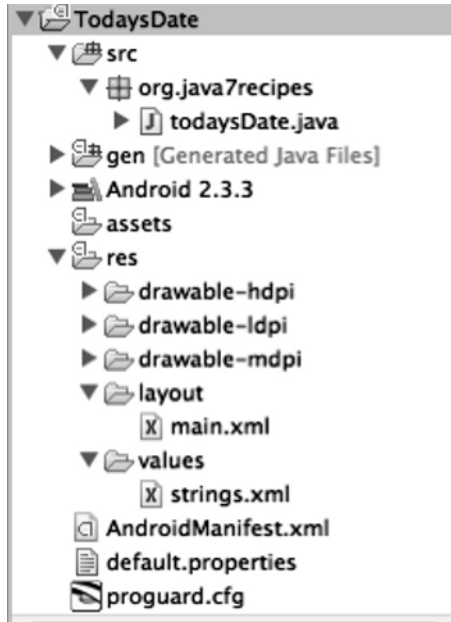 TodaysDate
src
org.java7recipes
todaysDate.java
gen [Generated Java Files]
Android 2.3.3
assets
res
drawable-hdpi
drawable-ldpi
drawable-mdpi
layout
main.xml
values
strings.xml
AndroidManifest.xml
default.properties
proguard.cfg